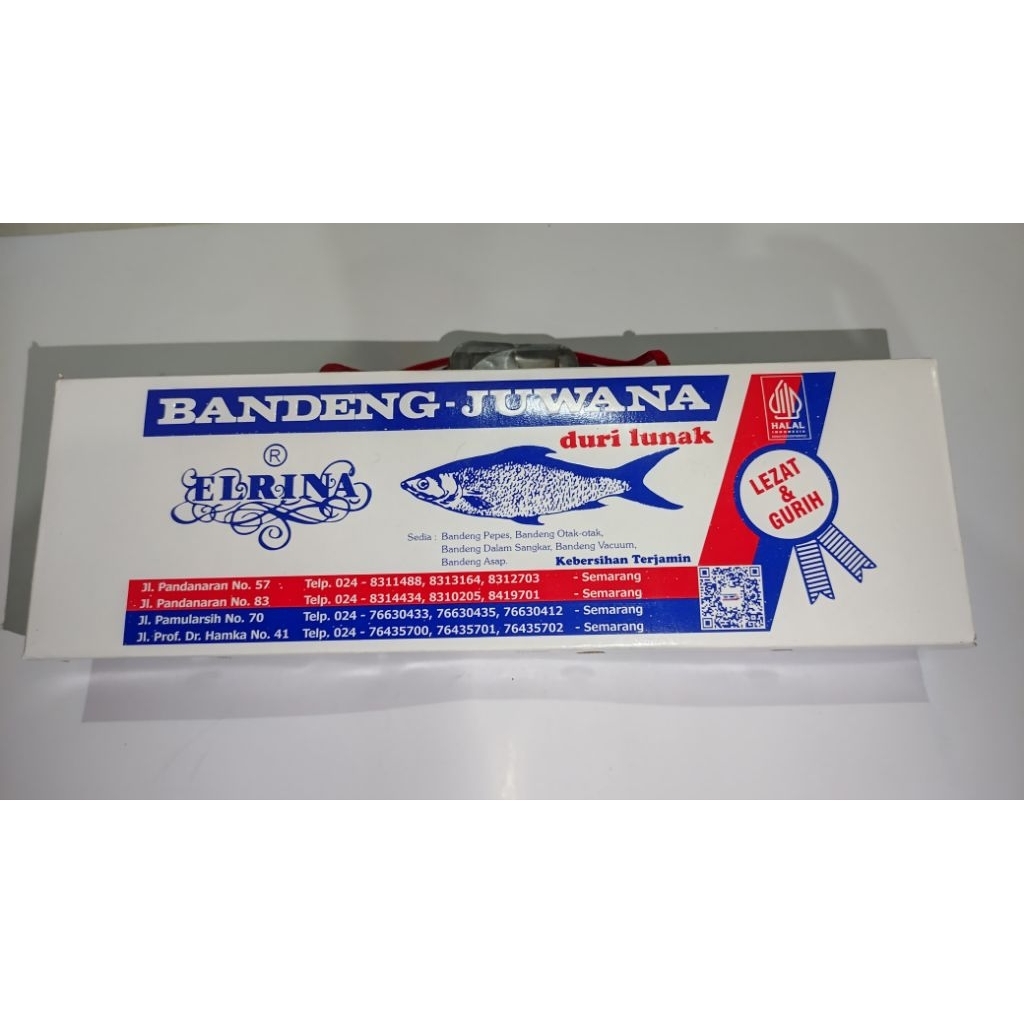 BANDENG-JUWANA
duri lunak
®
ELRINA
Sedia : Bandeng Pepes, Bandeng Otak-otak,
Bandeng Dalam Sangkar, Bandeng Vacuum,
Bandeng Asap.
Kebersihan Terjamin
Jl. Pandanaran No. 57 Telp. 024 - 8311488, 8313164, 8312703 - Semarang
Jl. Pandanaran No. 83 Telp. 024 - 8314434, 8310205, 8419701 - Semarang
Jl. Pamularsih No. 70 Telp. 024 - 76630433, 76630435, 76630412 - Semarang
Jl. Prof. Dr. Hamka No. 41 Telp. 024 - 76435700, 76435701, 76435702 - Semarang
HALAL
INDONESIA
LEZAT
&
GURIH